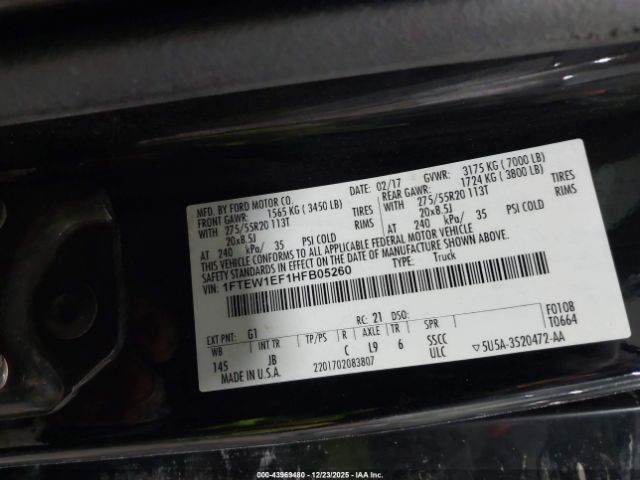 MFD. BY FORD MOTOR CO. DATE: 02/17 GVWR: 3175 KG ( 7000 LB)
FRONT GAWR: 1565 KG ( 3450 LB) REAR GAWR: 1724 KG ( 3800 LB)
WITH 275/55R20 113T TIRES WITH 275/55R20 113T TIRES
20x8.5J RIMS 20x8.5J RIMS
AT 240 kPa/ 35 PSI COLD AT 240 kPa/ 35 PSI COLD
THIS VEHICLE CONFORMS TO ALL APPLICABLE FEDERAL MOTOR VEHICLE
SAFETY STANDARDS IN EFFECT ON THE DATE OF MANUFACTURE SHOWN ABOVE.
VIN: 1FTEW1EF1HFB05260 TYPE: Truck
F0108
T0664
EXT PNT: G1 RC: 21 DSO:
WB INT TR TP/PS R AXLE TR SPR
145 JB C L9 6 SSCC
MADE IN U.S.A. 2201702083807 ULC ▽5U5A-3520472-AA
000-43969480 - 12/23/2025 - IAA Inc.